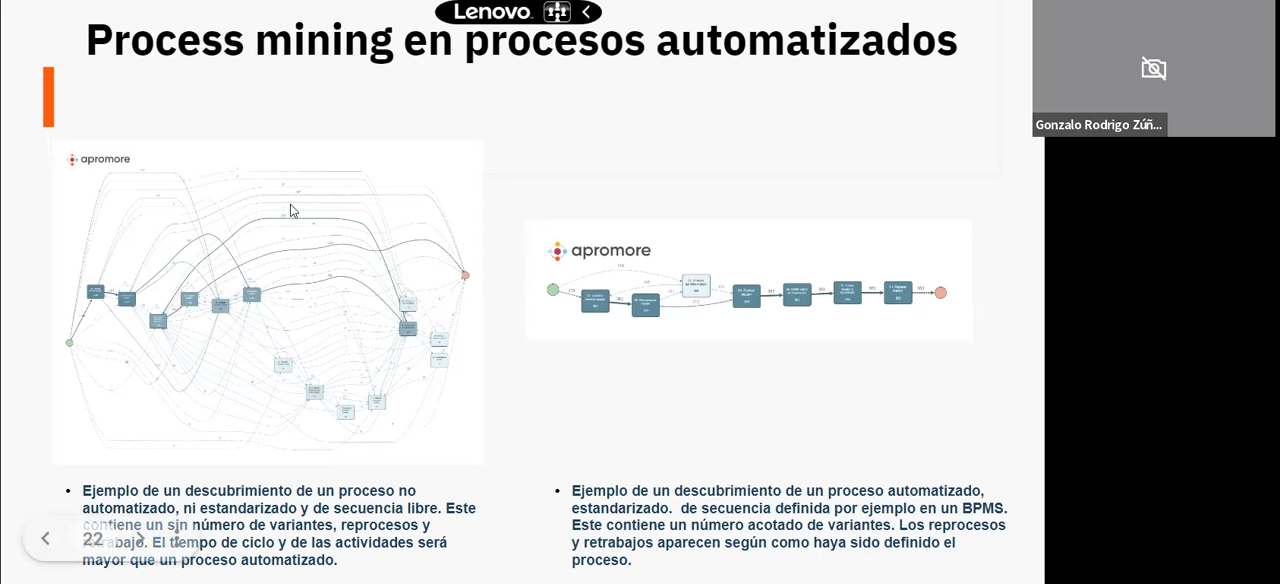 Lenovo
Process mining en procesos automatizados
Gonzalo Rodrigo Zúñ...
apromore
apromore
Ejemplo de un descubrimiento de un proceso no
automatizado, ni estandarizado y de secuencia libre. Este
contiene un sin número de variantes, reprocesos y
retrabajo. El tiempo de ciclo y de las actividades será
mayor que un proceso automatizado.
22
Ejemplo de un descubrimiento de un proceso automatizado,
estandarizado. de secuencia definida por ejemplo en un BPMS.
Este contiene un número acotado de variantes. Los reprocesos
y retrabajos aparecen según como haya sido definido el
proceso.